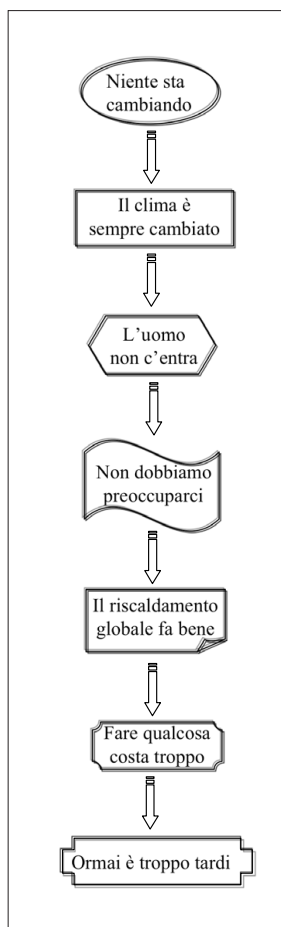 Niente sta
cambiando
Il clima è
sempre cambiato
L'uomo
non c'entra
Non dobbiamo
preoccuparci
Il riscaldamento
globale fa bene
Fare qualcosa
costa troppo
Ormai è troppo tardi